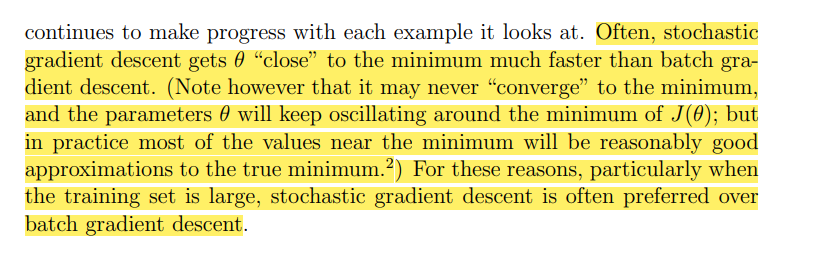 continues to make progress with each example it looks at. Often, stochastic
gradient descent gets θ “close” to the minimum much faster than batch gra-
dient descent. (Note however that it may never “converge” to the minimum,
and the parameters θ will keep oscillating around the minimum of J(θ); but
in practice most of the values near the minimum will be reasonably good
approximations to the true minimum.²) For these reasons, particularly when
the training set is large, stochastic gradient descent is often preferred over
batch gradient descent.